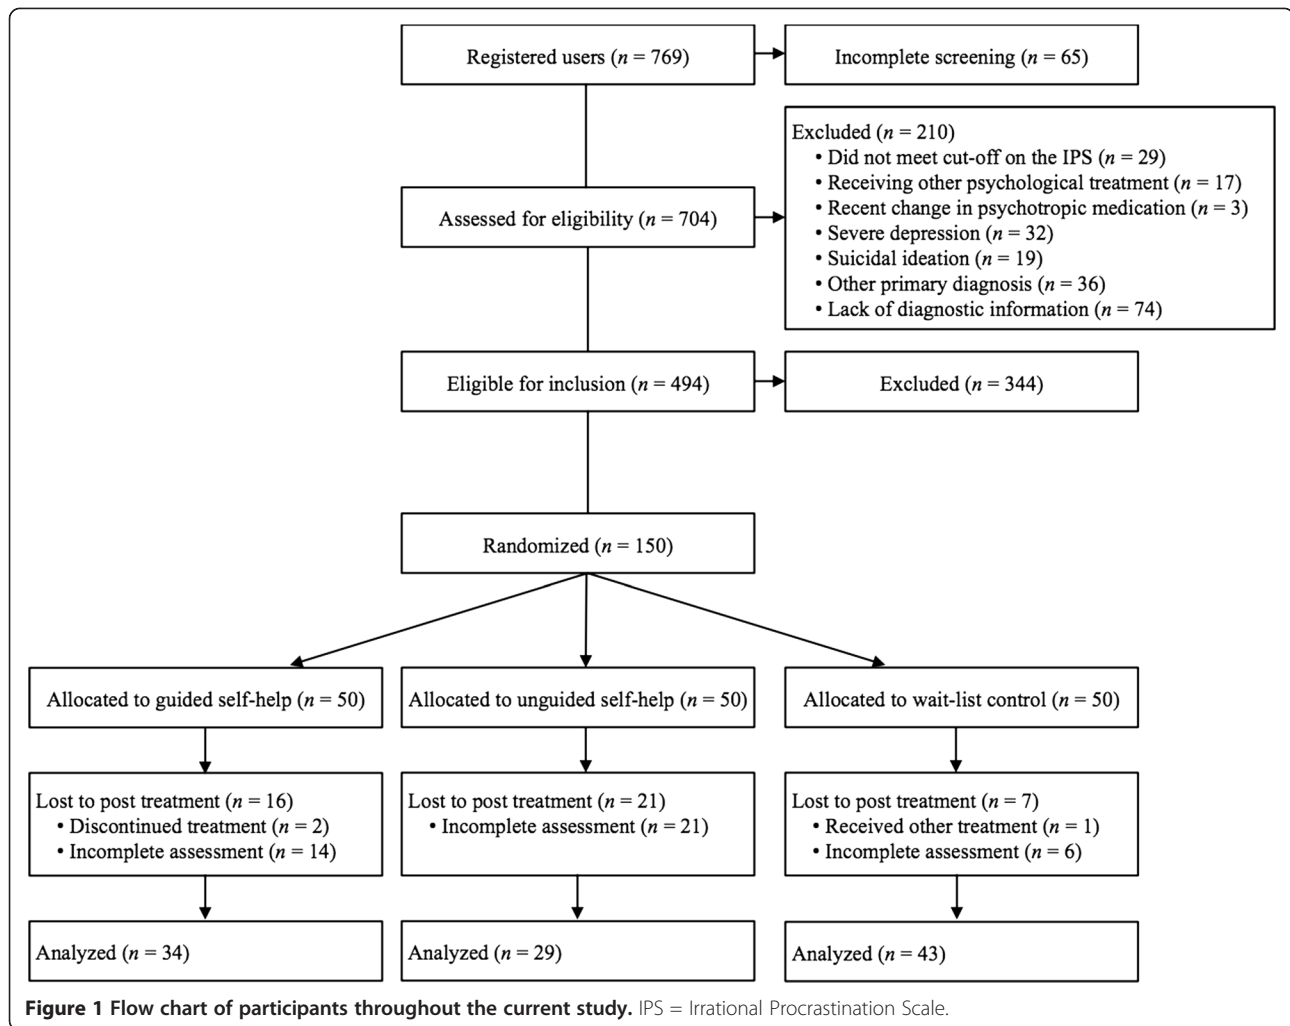 Registered users (n = 769)
Incomplete screening (n = 65)
Excluded (n = 210)
• Did not meet cut-off on the IPS (n = 29)
• Receiving other psychological treatment (n = 17)
• Recent change in psychotropic medication (n = 3)
• Severe depression (n = 32)
• Suicidal ideation (n = 19)
• Other primary diagnosis (n = 36)
• Lack of diagnostic information (n = 74)
Assessed for eligibility (n = 704)
Eligible for inclusion (n = 494)
Excluded (n = 344)
Randomized (n = 150)
Allocated to guided self-help (n = 50)
Allocated to unguided self-help (n = 50)
Allocated to wait-list control (n = 50)
Lost to post treatment (n = 16)
• Discontinued treatment (n = 2)
• Incomplete assessment (n = 14)
Lost to post treatment (n = 21)
• Incomplete assessment (n = 21)
Lost to post treatment (n = 7)
• Received other treatment (n = 1)
• Incomplete assessment (n = 6)
Analyzed (n = 34)
Analyzed (n = 29)
Analyzed (n = 43)
Figure 1 Flow chart of participants throughout the current study. IPS = Irrational Procrastination Scale.